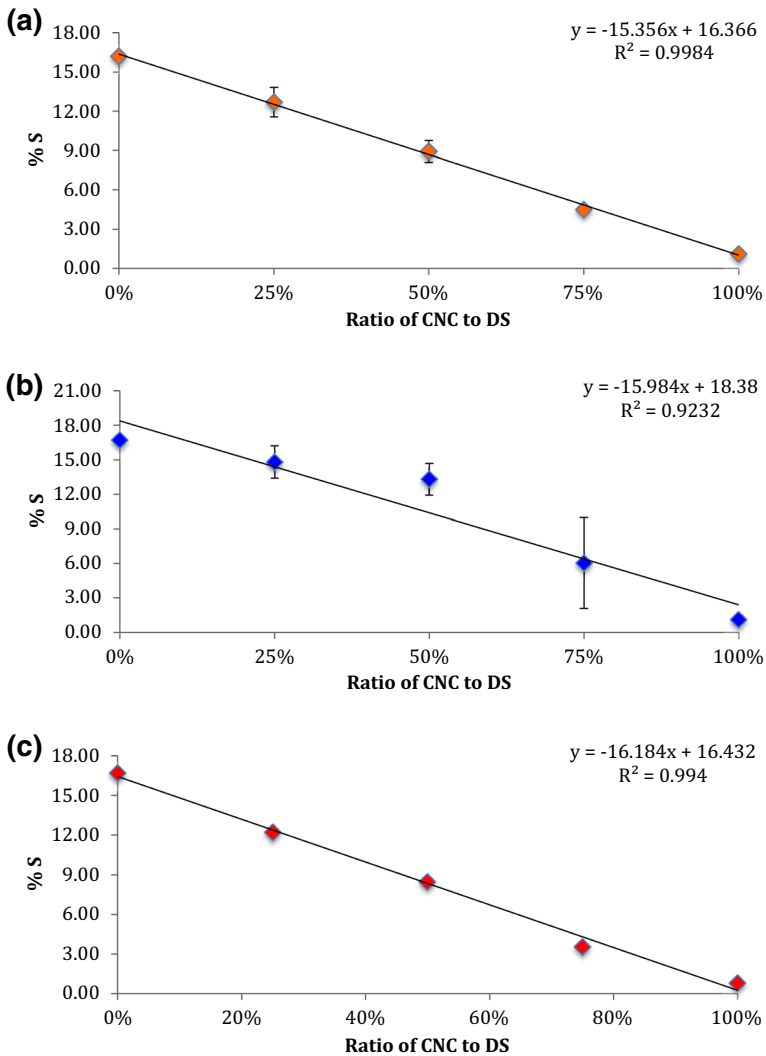 (a)
y = -15.356x + 16.366
R² = 0.9984
18.00
15.00
12.00
9.00
6.00
3.00
0.00
% S
0% 25% 50% 75% 100%
Ratio of CNC to DS
(b)
y = -15.984x + 18.38
R² = 0.9232
21.00
18.00
15.00
12.00
9.00
6.00
3.00
0.00
% S
0% 25% 50% 75% 100%
Ratio of CNC to DS
(c)
y = -16.184x + 16.432
R² = 0.994
18.00
15.00
12.00
9.00
6.00
3.00
0.00
% S
0% 20% 40% 60% 80% 100%
Ratio of CNC to DS